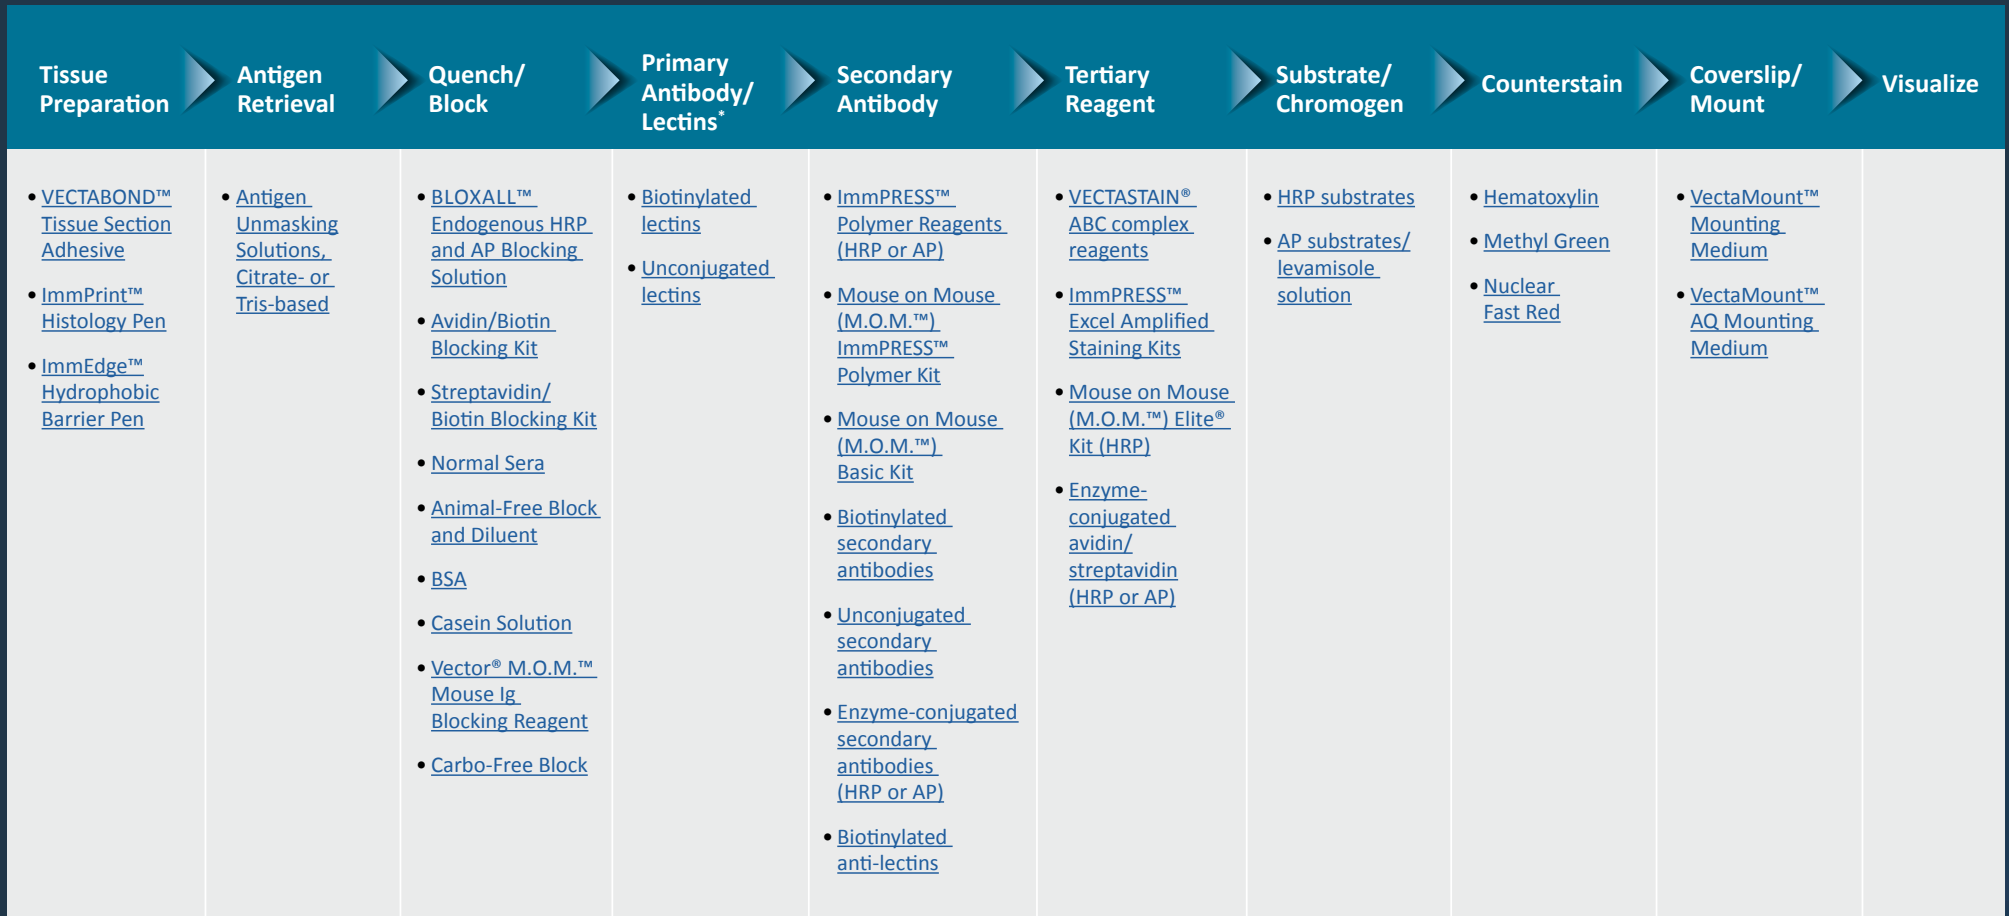 Tissue
Preparation
Antigen
Retrieval
Quench/
Block
Primary
Antibody/
Lectins*
Secondary
Antibody
Tertiary
Reagent
Substrate/
Chromogen
Counterstain
Coverslip/
Mount
Visualize
• VECTABOND™
Tissue Section
Adhesive
• ImmPrint™
Histology Pen
• ImmEdge™
Hydrophobic
Barrier Pen
• Antigen
Unmasking
Solutions,
Citrate- or
Tris-based
• BLOXALL™
Endogenous HRP
and AP Blocking
Solution
• Avidin/Biotin
Blocking Kit
• Streptavidin/
Biotin Blocking Kit
• Normal Sera
• Animal-Free Block
and Diluent
• BSA
• Casein Solution
• Vector® M.O.M.™
Mouse Ig
Blocking Reagent
• Carbo-Free Block
• Biotinylated
lectins
• Unconjugated
lectins
• ImmPRESS™
Polymer Reagents
(HRP or AP)
• Mouse on Mouse
(M.O.M.™)
ImmPRESS™
Polymer Kit
• Mouse on Mouse
(M.O.M.™)
Basic Kit
• Biotinylated
secondary
antibodies
• Unconjugated
secondary
antibodies
• Enzyme-conjugated
secondary
antibodies
(HRP or AP)
• Biotinylated
anti-lectins
• VECTASTAIN®
ABC complex
reagents
• ImmPRESS™
Excel Amplified
Staining Kits
• Mouse on Mouse
(M.O.M.™) Elite®
Kit (HRP)
• Enzyme-
conjugated
avidin/
streptavidin
(HRP or AP)
• HRP substrates
• AP substrates/
levamisole
solution
• Hematoxylin
• Methyl Green
• Nuclear
Fast Red
• VectaMount™
Mounting
Medium
• VectaMount™
AQ Mounting
Medium